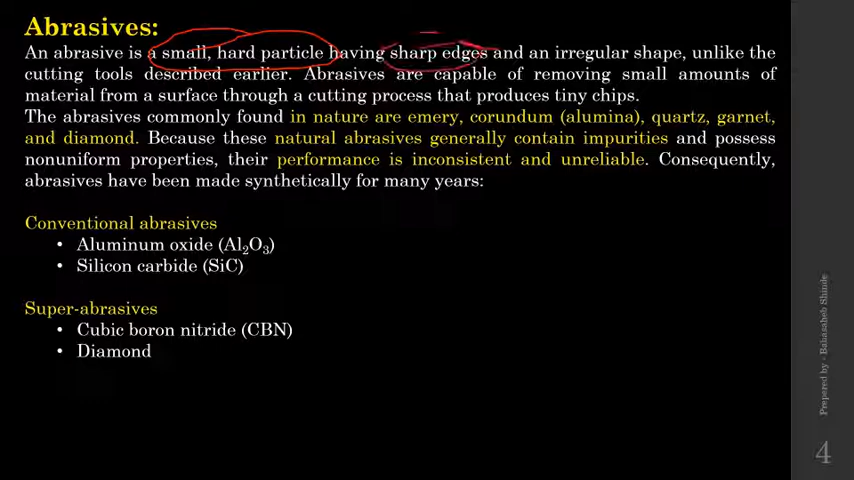 Abrasives:
An abrasive is a small, hard particle having sharp edges and an irregular shape, unlike the
cutting tools described earlier. Abrasives are capable of removing small amounts of
material from a surface through a cutting process that produces tiny chips.
The abrasives commonly found in nature are emery, corundum (alumina), quartz, garnet,
and diamond. Because these natural abrasives generally contain impurities and possess
nonuniform properties, their performance is inconsistent and unreliable. Consequently,
abrasives have been made synthetically for many years:
Conventional abrasives
• Aluminum oxide (Al₂O₃)
• Silicon carbide (SiC)
Super-abrasives
• Cubic boron nitride (CBN)
• Diamond
Prepared by - Babasaheb Shinde
4